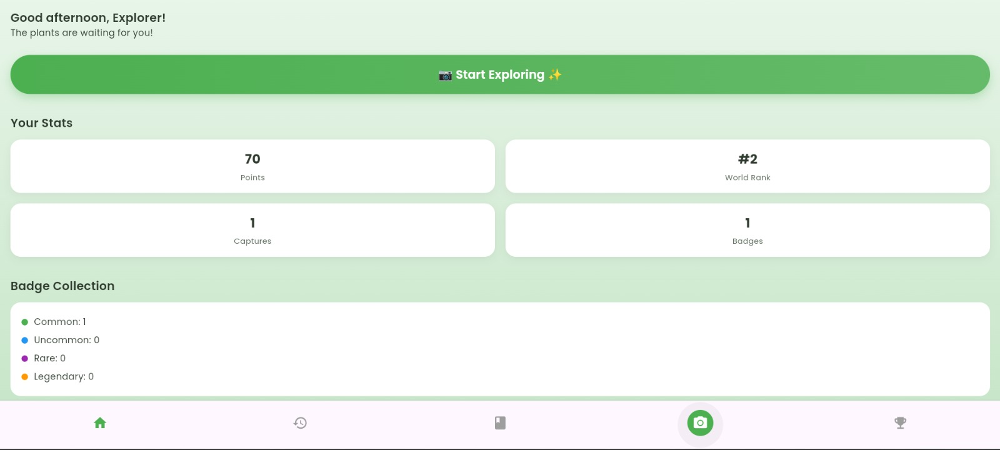 Good afternoon, Explorer!
The plants are waiting for you!
📷 Start Exploring ✨
Your Stats
70
Points
#2
World Rank
1
Captures
1
Badges
Badge Collection
Common: 1
Uncommon: 0
Rare: 0
Legendary: 0